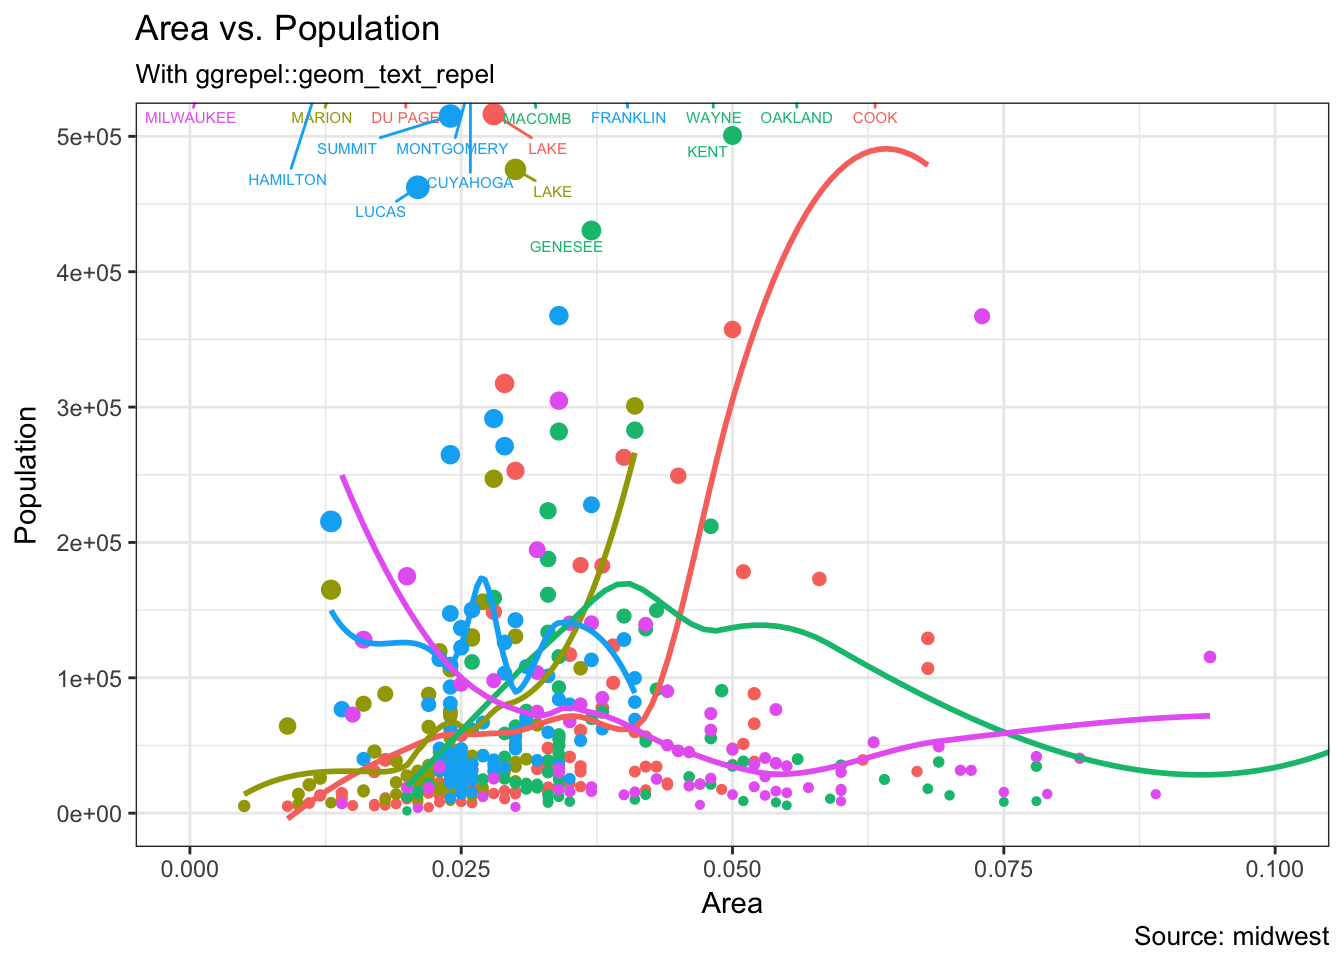 Area vs. Population
With ggrepel::geom_text_repel
MILWAUKEE MARION DU PAGE MACOMB FRANKLIN WAYNE OAKLAND COOK
5e+05
SUMMIT MONTGOMERY LAKE KENT
HAMILTON CUYAHOGA LAKE
LUCAS
GENESEE
4e+05
3e+05
Population
2e+05
1e+05
0e+00
0.000 0.025 0.050 0.075 0.100
Area
Source: midwest